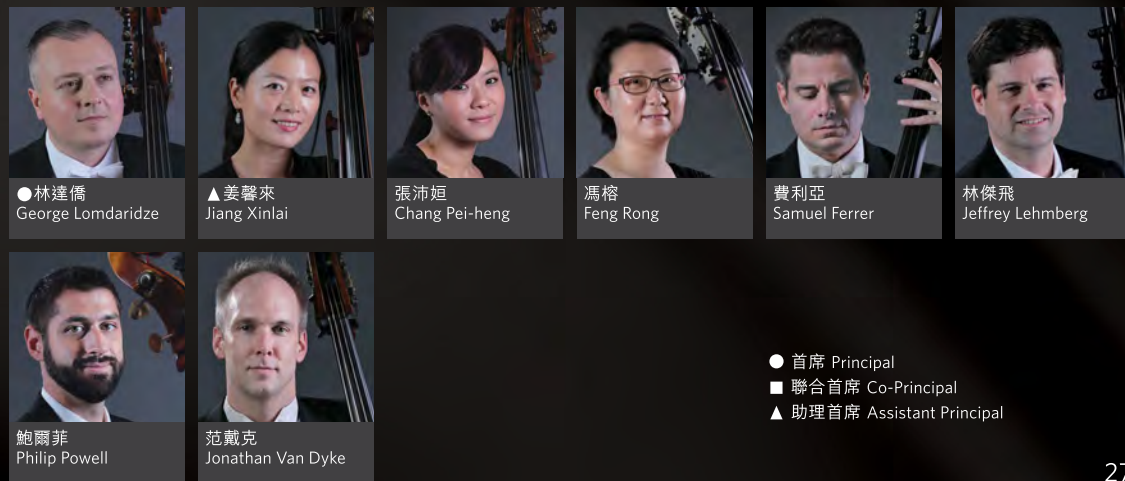 ●林達僑
George Lomdaridze
▲姜馨來
Jiang Xinlai
張沛姮
Chang Pei-heng
馮榕
Feng Rong
費利亞
Samuel Ferrer
林傑飛
Jeffrey Lehmberg
鮑爾菲
Philip Powell
范戴克
Jonathan Van Dyke
● 首席 Principal
■ 聯合首席 Co-Principal
▲ 助理首席 Assistant Principal
27